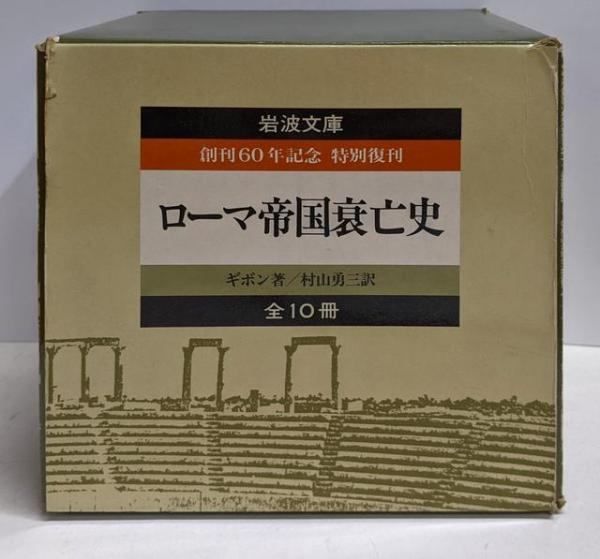 岩波文庫
創刊60年記念 特別復刊
ローマ帝国衰亡史
ギボン著/村山勇三訳
全10冊